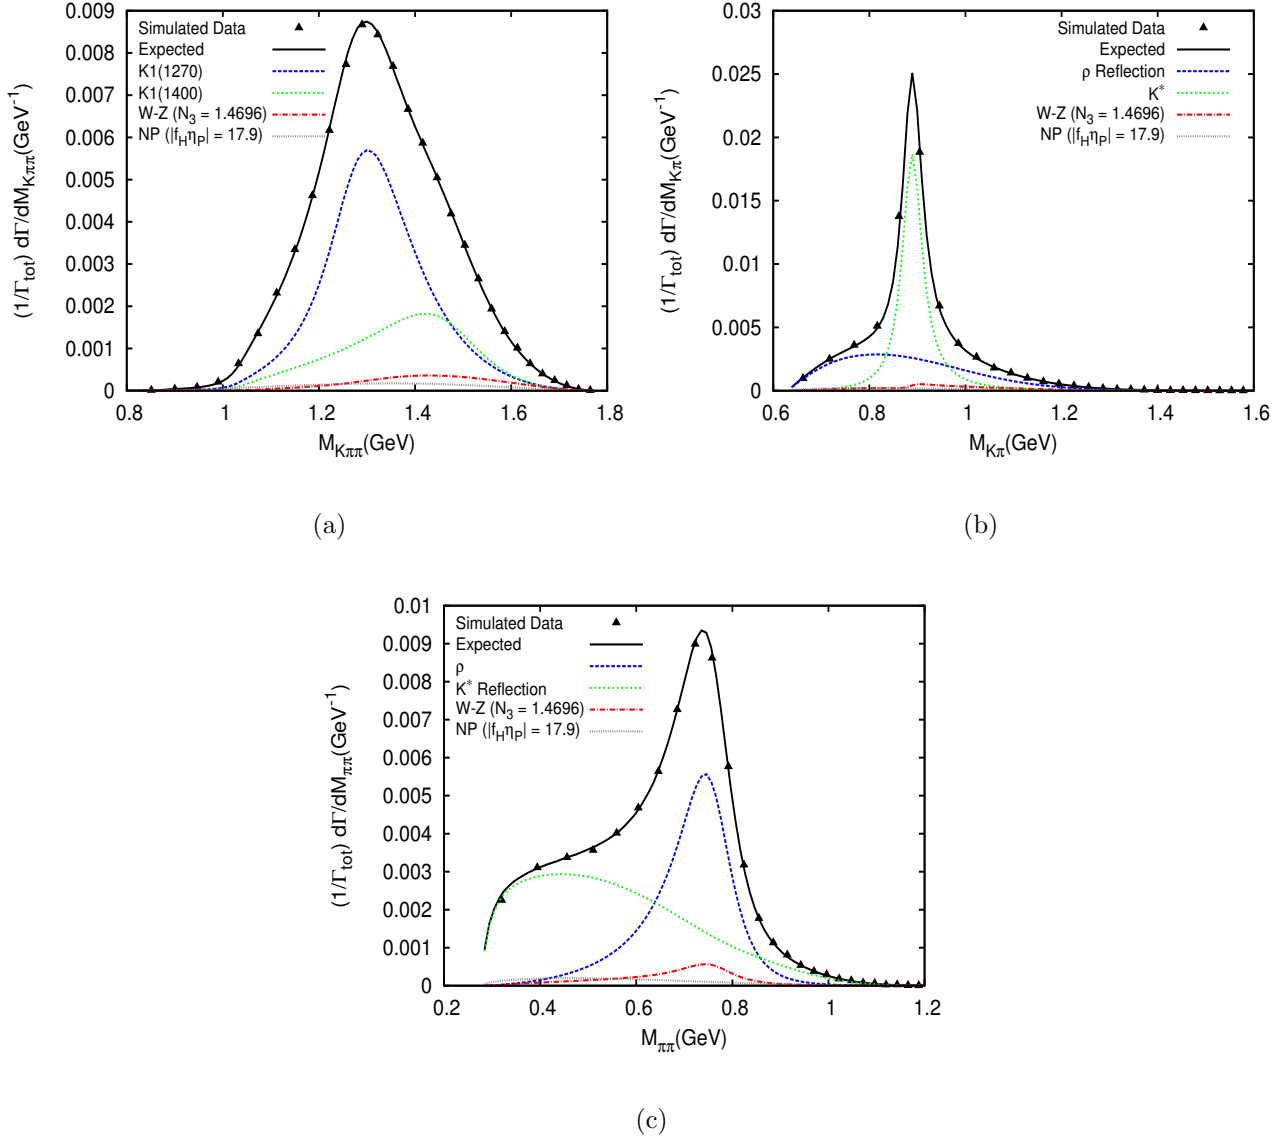 0.009
0.008
0.007
0.006
0.005
0.004
0.003
0.002
0.001
0
0.8 1 1.2 1.4 1.6 1.8
(1/Γtot) dΓ/dMKππ(GeV⁻¹)
MKππ(GeV)
Simulated Data
Expected
K1(1270)
K1(1400)
W-Z (N₃ = 1.4696)
NP (|fHηP| = 17.9)
(a)
0.03
0.025
0.02
0.015
0.01
0.005
0
0.6 0.8 1 1.2 1.4 1.6
(1/Γtot) dΓ/dMKπ(GeV⁻¹)
MKπ(GeV)
Simulated Data
Expected
ρ Reflection
K*
W-Z (N₃ = 1.4696)
NP (|fHηP| = 17.9)
(b)
0.01
0.009
0.008
0.007
0.006
0.005
0.004
0.003
0.002
0.001
0
0.2 0.4 0.6 0.8 1 1.2
(1/Γtot) dΓ/dMππ(GeV⁻¹)
Mππ(GeV)
Simulated Data
Expected
ρ
K* Reflection
W-Z (N₃ = 1.4696)
NP (|fHηP| = 17.9)
(c)